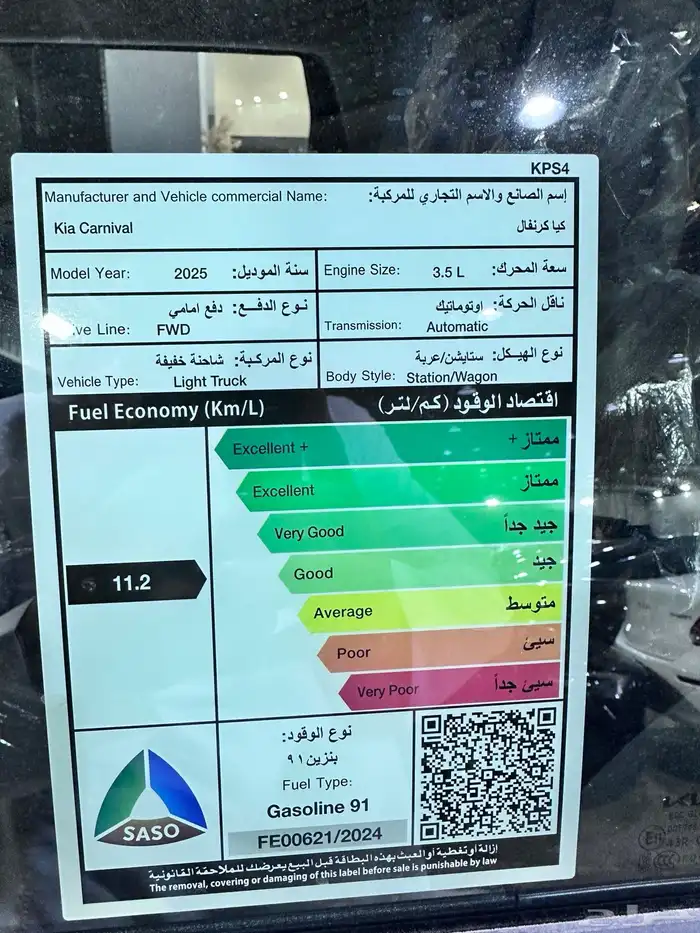 KPS4
Manufacturer and Vehicle commercial Name: إسم الصانع والاسم التجاري للمركبة:
Kia Carnival كيا كرنفال
Model Year: 2025 سنة الموديل:
Engine Size: 3.5 L سعة المحرك:
نوع الدفع: دفع امامي
ve Line: FWD
ناقل الحركة: اوتوماتيك
Transmission: Automatic
نوع المركبة: شاحنة خفيفة
Vehicle Type: Light Truck
نوع الهيكل: ستايشن/عربة
Body Style: Station/Wagon
Fuel Economy (Km/L) اقتصاد الوقود (كم/لتر)
Excellent + ممتاز +
Excellent ممتاز
Very Good جيد جداً
11.2
Good جيد
Average متوسط
Poor سيئ
Very Poor سيئ جداً
نوع الوقود:
بنزين ٩١
Fuel Type:
Gasoline 91
FE00621/2024
SASO
إزالة أو تغطية أو العبث بهذه البطاقة قبل البيع يعرضك للملاحقة القانونية
The removal, covering or damaging of this label before sale is punishable by law